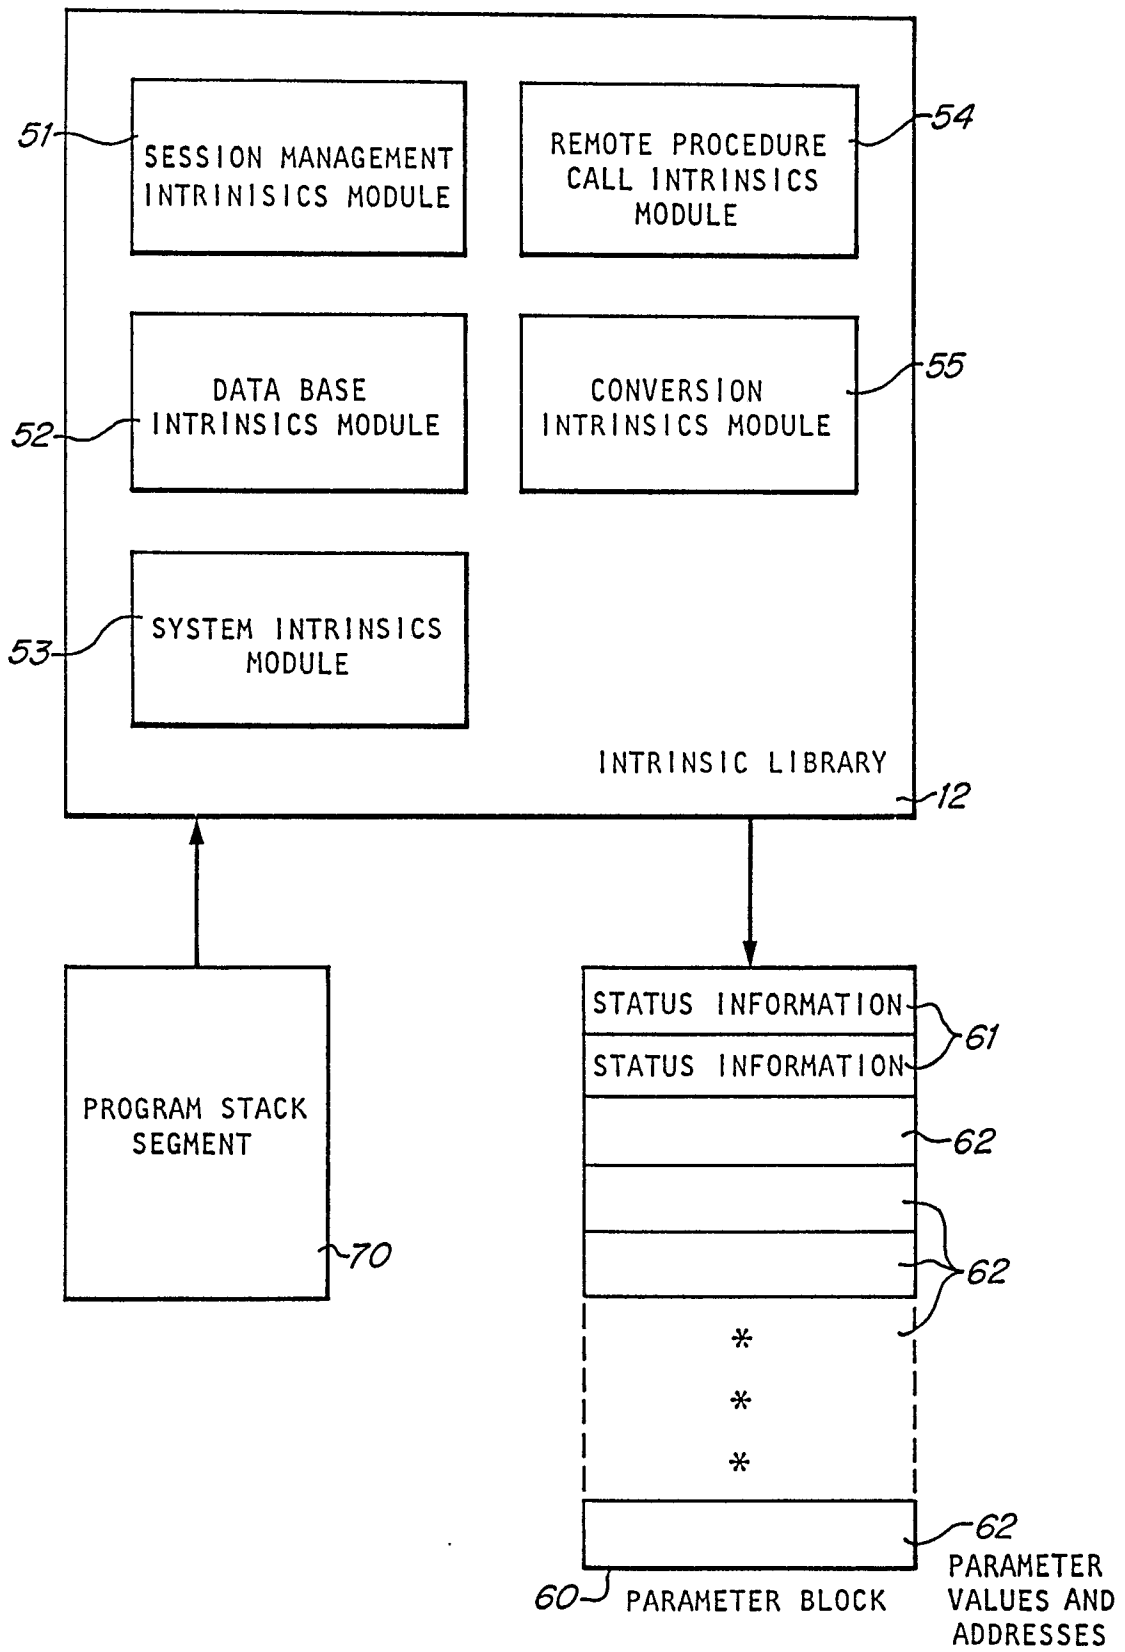 51
SESSION MANAGEMENT
INTRINISICS MODULE
54
REMOTE PROCEDURE
CALL INTRINSICS
MODULE
52
DATA BASE
INTRINSICS MODULE
55
CONVERSION
INTRINSICS MODULE
53
SYSTEM INTRINSICS
MODULE
INTRINSIC LIBRARY
12
PROGRAM STACK
SEGMENT
70
STATUS INFORMATION
61
STATUS INFORMATION
62
62
*
*
*
62
60
PARAMETER BLOCK
PARAMETER
VALUES AND
ADDRESSES